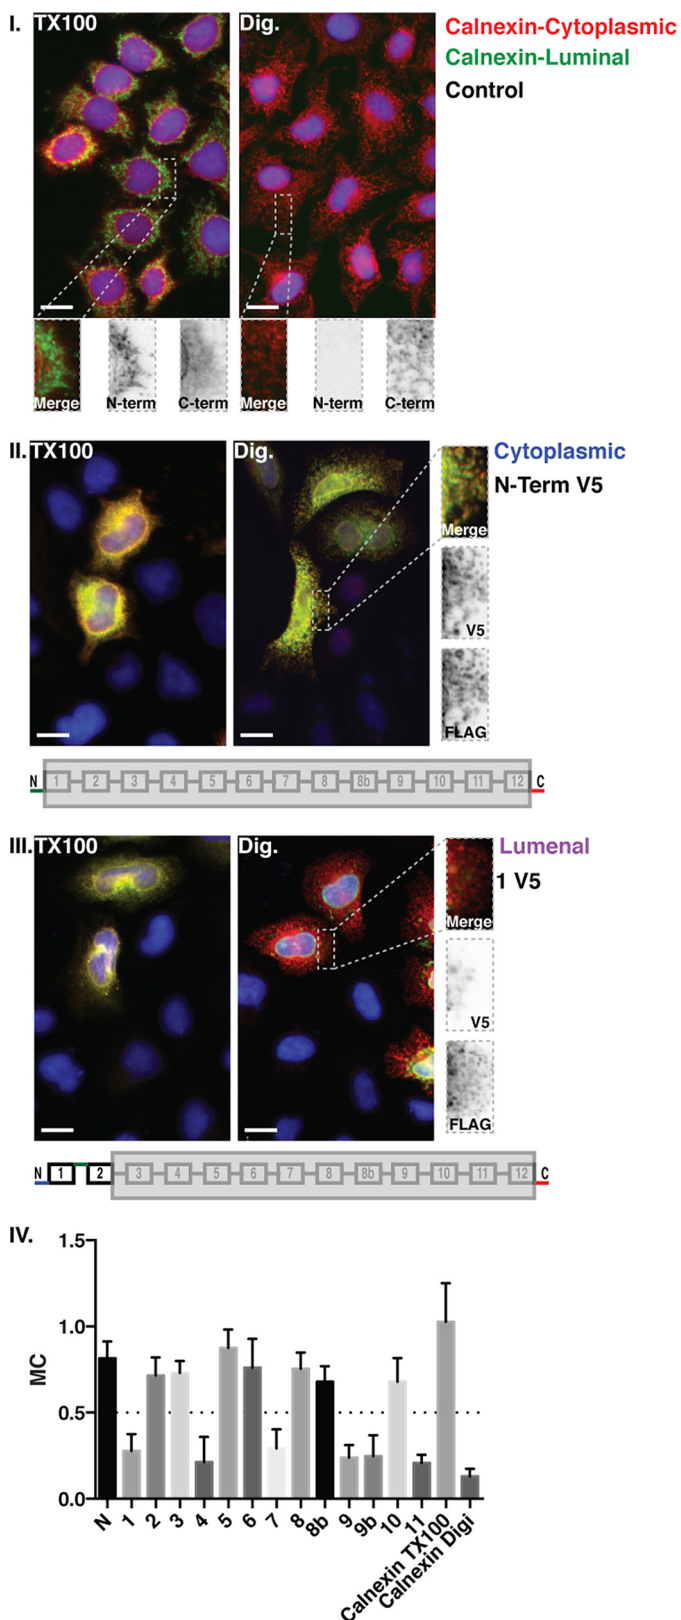 I. TX100 Dig. Calnexin-Cytoplasmic
Calnexin-Luminal
Control
Merge N-term C-term Merge N-term C-term
II. TX100 Dig. Cytoplasmic
N-Term V5
Merge
V5
FLAG
N 1 2 3 4 5 6 7 8 8b 9 10 11 12 C
III. TX100 Dig. Lumenal
1 V5
Merge
V5
FLAG
N 1 2 3 4 5 6 7 8 8b 9 10 11 12 C
IV.
1.5
1.0
0.5
0.0
MC
N 1 2 3 4 5 6 7 8 8b 9 9b 10 11 Calnexin TX100 Calnexin Digi